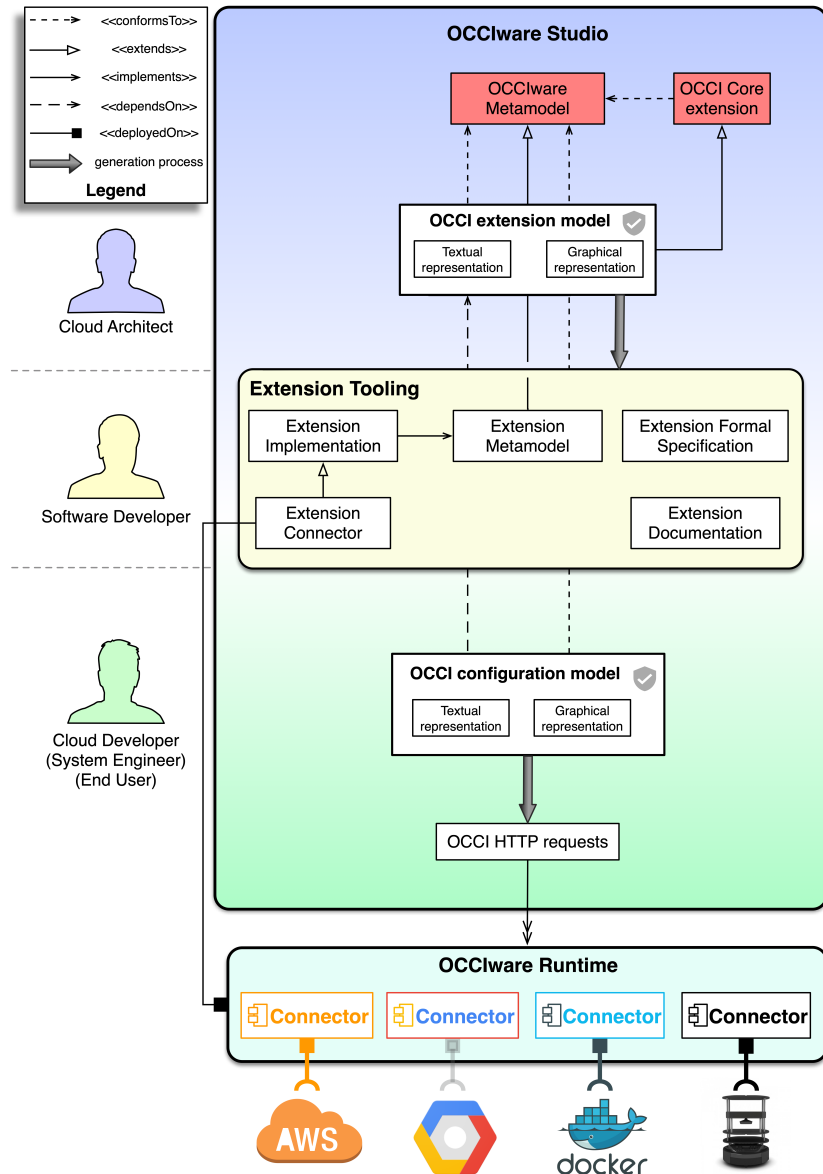 <<conformsTo>>
<<extends>>
<<implements>>
<<dependsOn>>
<<deployedOn>>
generation process
Legend
OCCIware Studio
OCCIware
Metamodel
OCCI Core
extension
OCCI extension model
Textual
representation
Graphical
representation
Cloud Architect
Extension Tooling
Extension
Implementation
Extension
Metamodel
Extension Formal
Specification
Extension
Connector
Extension
Documentation
Software Developer
OCCI configuration model
Textual
representation
Graphical
representation
Cloud Developer
(System Engineer)
(End User)
OCCI HTTP requests
OCCIware Runtime
Connector
Connector
Connector
Connector
AWS
docker